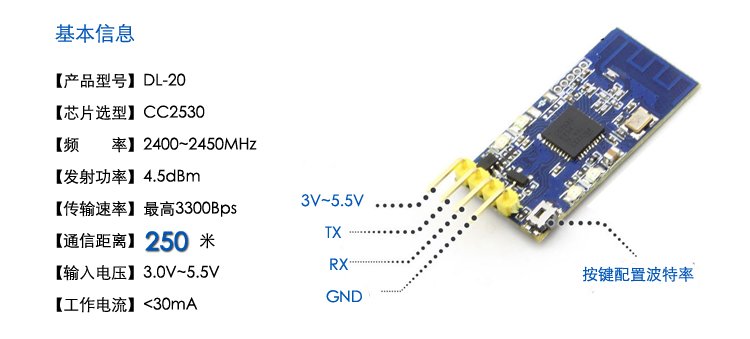 基本信息
【产品型号】DL-20
【芯片选型】CC2530
【频　　率】2400~2450MHz
【发射功率】4.5dBm
【传输速率】最高3300Bps
【通信距离】250 米
【输入电压】3.0V~5.5V
【工作电流】<30mA
3V~5.5V
TX
RX
GND
按键配置波特率